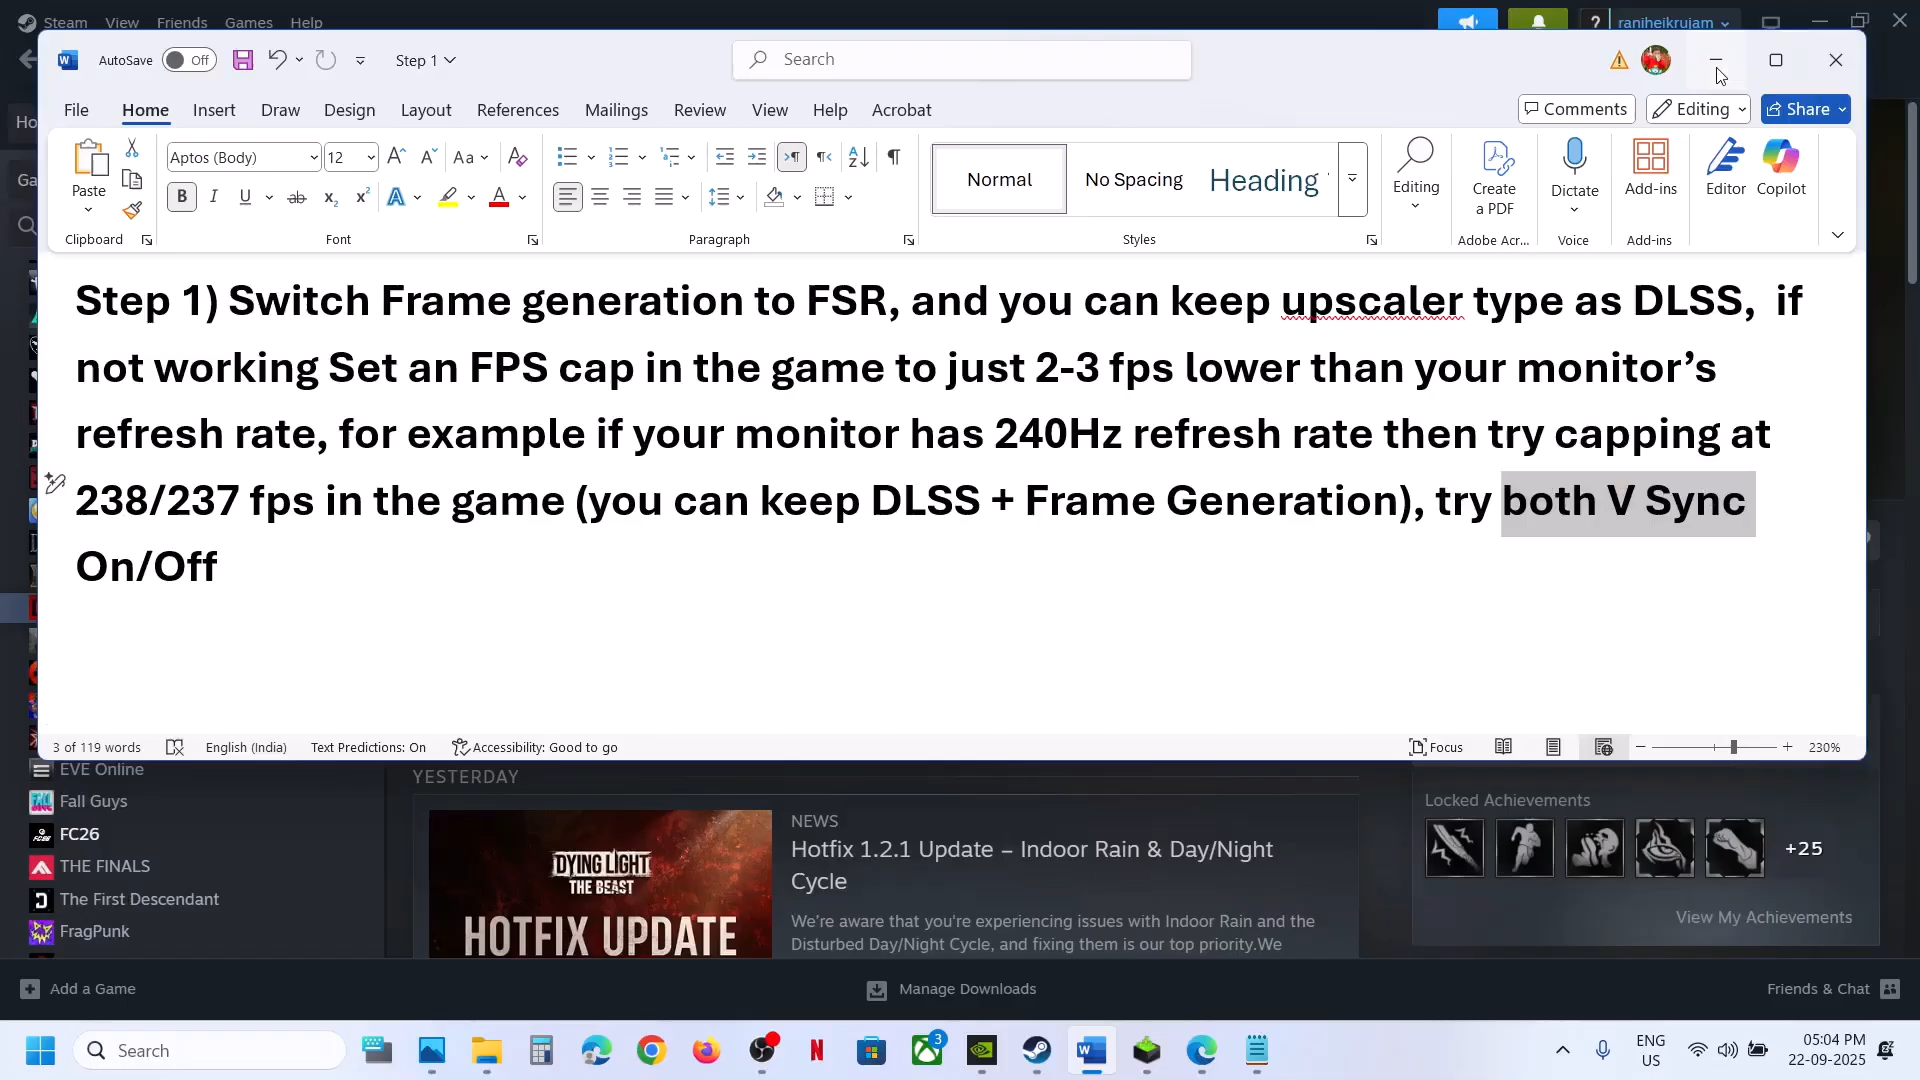 Steam View Friends Games Help
raniheikrujam
AutoSave Off Step 1 Search
File Home Insert Draw Design Layout References Mailings Review View Help Acrobat Comments Editing Share
Paste Aptos (Body) 12 Normal No Spacing Heading Editing Create a PDF Dictate Add-ins Editor Copilot
Clipboard Font Paragraph Styles Adobe Acr... Voice Add-ins
Step 1) Switch Frame generation to FSR, and you can keep upscaler type as DLSS, if
not working Set an FPS cap in the game to just 2-3 fps lower than your monitor’s
refresh rate, for example if your monitor has 240Hz refresh rate then try capping at
238/237 fps in the game (you can keep DLSS + Frame Generation), try both V Sync
On/Off
3 of 119 words English (India) Text Predictions: On Accessibility: Good to go Focus 230%
EVE Online
Fall Guys
FC26
THE FINALS
The First Descendant
FragPunk
YESTERDAY
DYING LIGHT
THE BEAST
HOTFIX UPDATE
NEWS
Hotfix 1.2.1 Update – Indoor Rain & Day/Night
Cycle
We're aware that you're experiencing issues with Indoor Rain and the
Disturbed Day/Night Cycle, and fixing them is our top priority.We
Locked Achievements
+25
View My Achievements
Add a Game Manage Downloads Friends & Chat
Search 3 ENG 05:04 PM
US 22-09-2025